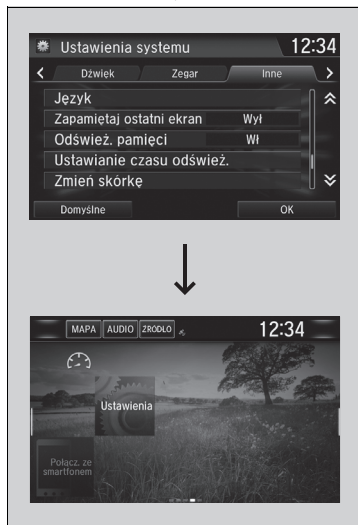 Ustawienia systemu 12:34
Dźwięk Zegar Inne
Język
Zapamiętaj ostatni ekran Wył
Odśwież. pamięci Wł
Ustawianie czasu odśwież.
Zmień skórkę
Domyślne OK
MAPA AUDIO ŹRÓDŁO 12:34
Ustawienia
Połącz. ze
smartfonem